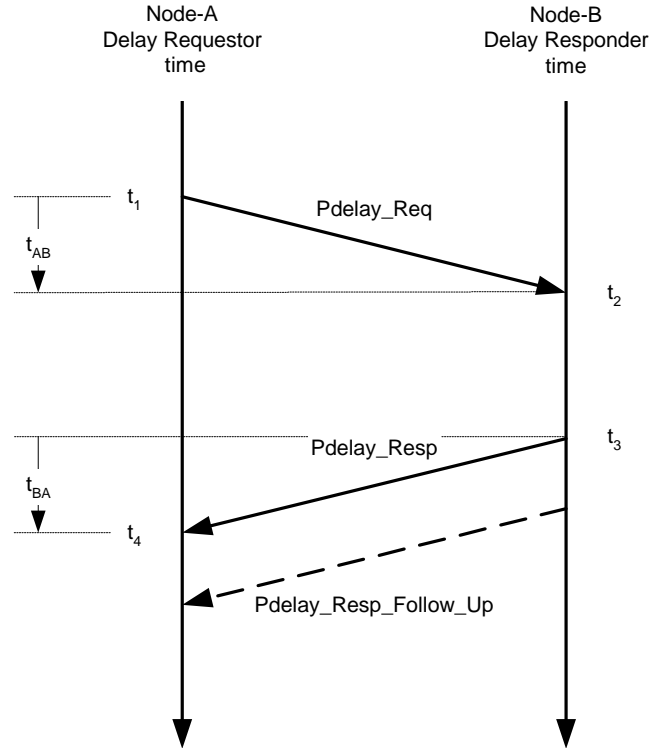 Node-A
Delay Requestor
time
Node-B
Delay Responder
time
t1
Pdelay_Req
tAB
t2
t3
Pdelay_Resp
tBA
t4
Pdelay_Resp_Follow_Up